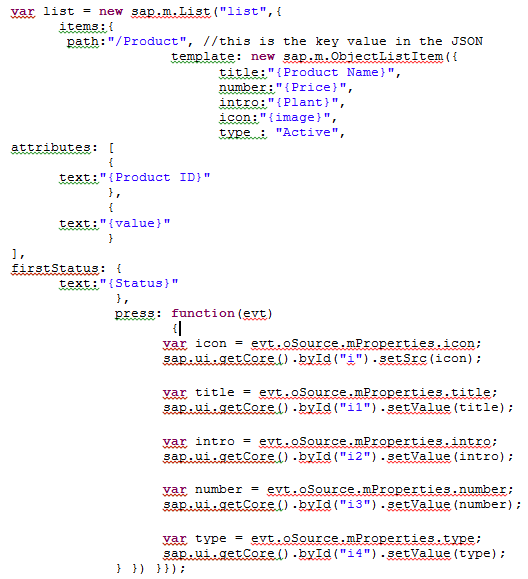 var list = new sap.m.List("list",{
items:{
path:"/Product", //this is the key value in the JSON
template: new sap.m.ObjectListItem({
title:"{Product Name}",
number:"{Price}",
intro:"{Plant}",
icon:"{image}",
type : "Active",
attributes: [
{
text:"{Product ID}"
},
{
text:"{value}"
}
],
firstStatus: {
text:"{Status}"
},
press: function(evt)
{
var icon = evt.oSource.mProperties.icon;
sap.ui.getCore().byId("i").setSrc(icon);
var title = evt.oSource.mProperties.title;
sap.ui.getCore().byId("i1").setValue(title);
var intro = evt.oSource.mProperties.intro;
sap.ui.getCore().byId("i2").setValue(intro);
var number = evt.oSource.mProperties.number;
sap.ui.getCore().byId("i3").setValue(number);
var type = evt.oSource.mProperties.type;
sap.ui.getCore().byId("i4").setValue(type);
} }) }});